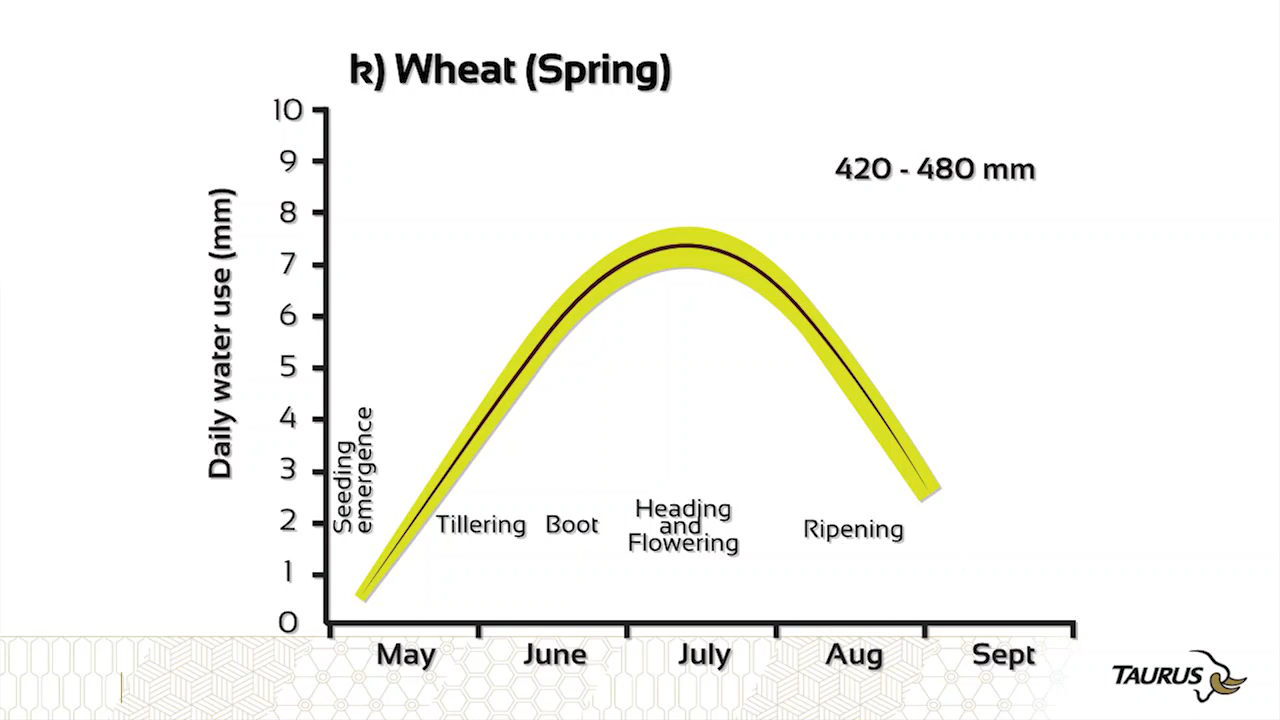 k) Wheat (Spring)
10
9
8
7
6
5
4
3
2
1
0
Daily water use (mm)
420 - 480 mm
Seeding
emergence
Tillering
Boot
Heading
and
Flowering
Ripening
May
June
July
Aug
Sept
TAURUS